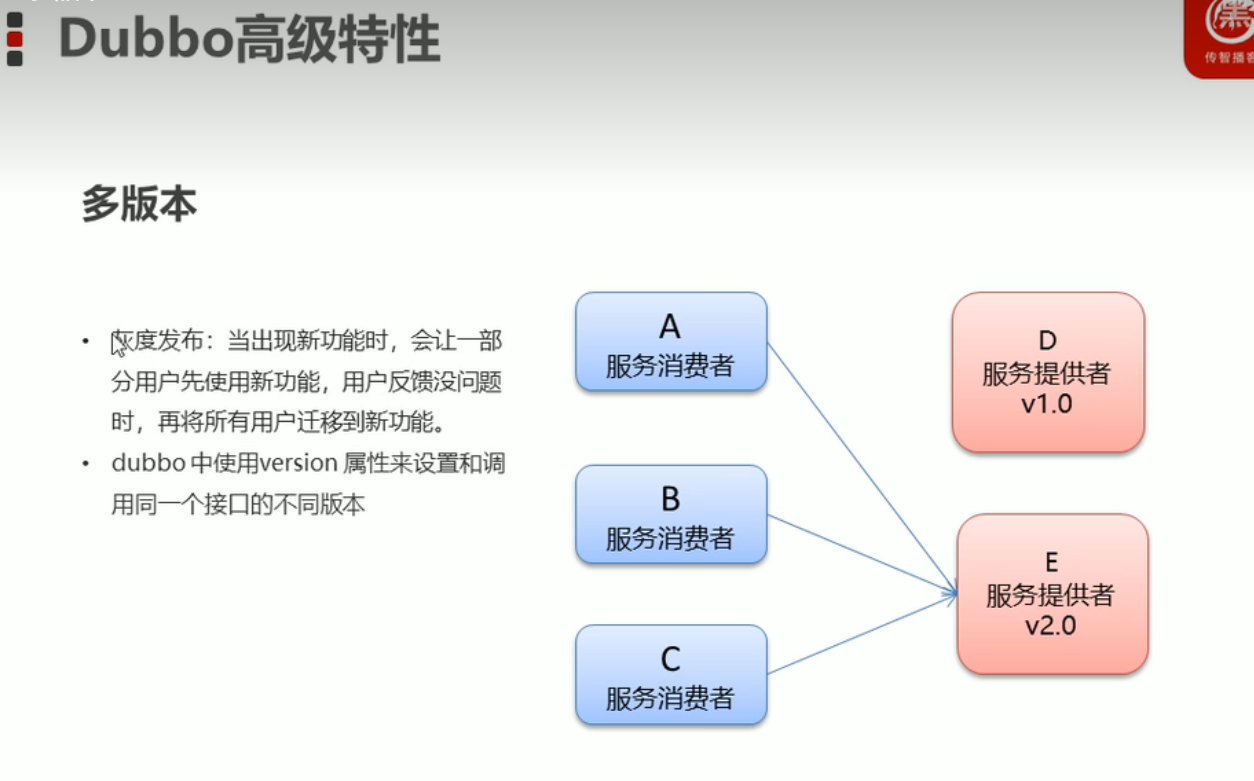 Dubbo高级特性
传智播客
多版本
• 灰度发布：当出现新功能时，会让一部
分用户先使用新功能，用户反馈没问题
时，再将所有用户迁移到新功能。
• dubbo 中使用version 属性来设置和调
用同一个接口的不同版本
A
服务消费者
B
服务消费者
C
服务消费者
D
服务提供者
v1.0
E
服务提供者
v2.0